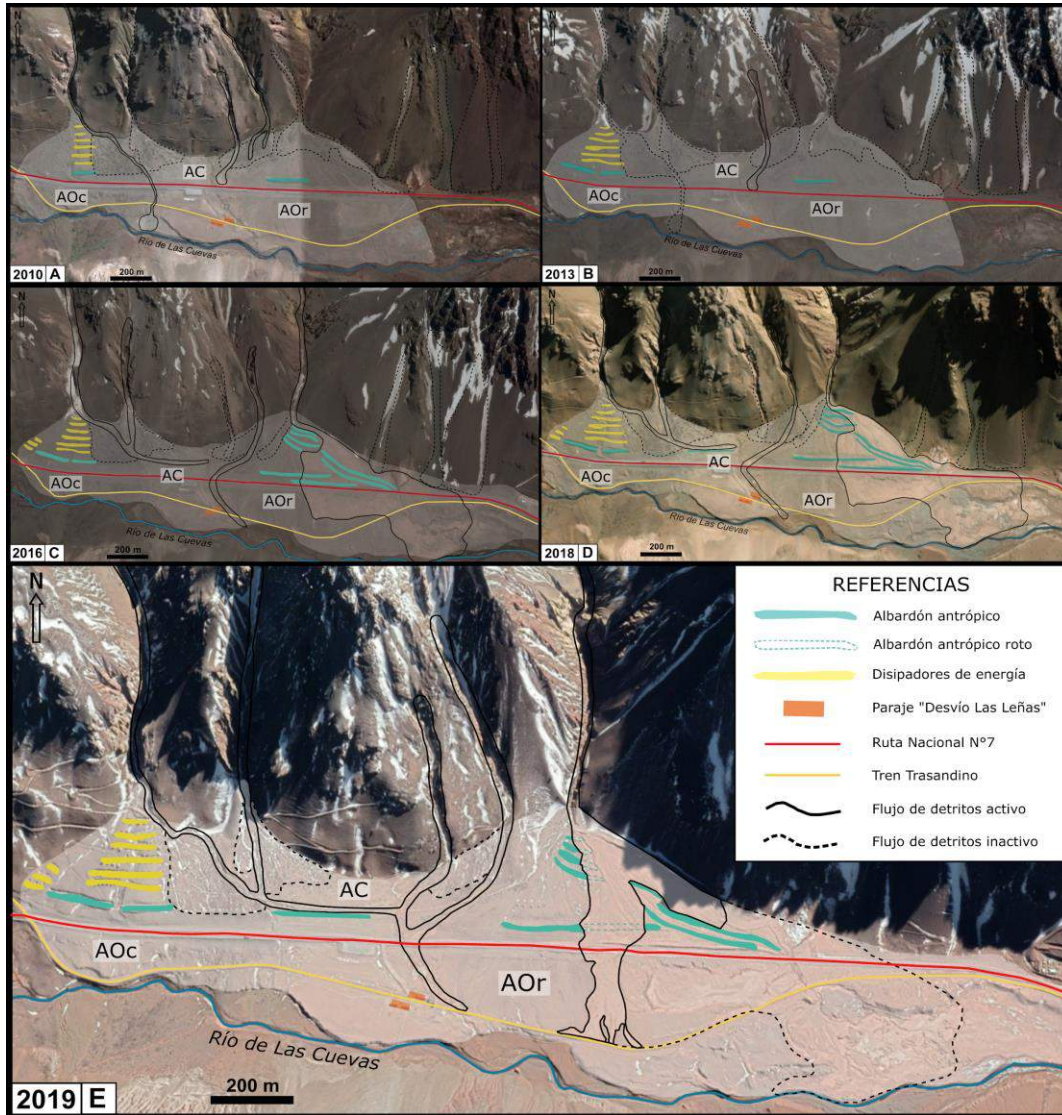 N
AC
AOc
AOr
Río de Las Cuevas
2010 A
200 m
N
AC
AOc
AOr
Río de Las Cuevas
2013 B
200 m
N
AC
AOc
AOr
Río de Las Cuevas
2016 C
200 m
N
AC
AOc
AOr
Río de Las Cuevas
2018 D
200 m
N
AC
AOc
AOr
Río de Las Cuevas
2019 E
200 m
REFERENCIAS
Albardón antrópico
Albardón antrópico roto
Disipadores de energía
Paraje "Desvío Las Leñas"
Ruta Nacional N°7
Tren Trasandino
Flujo de detritos activo
Flujo de detritos inactivo